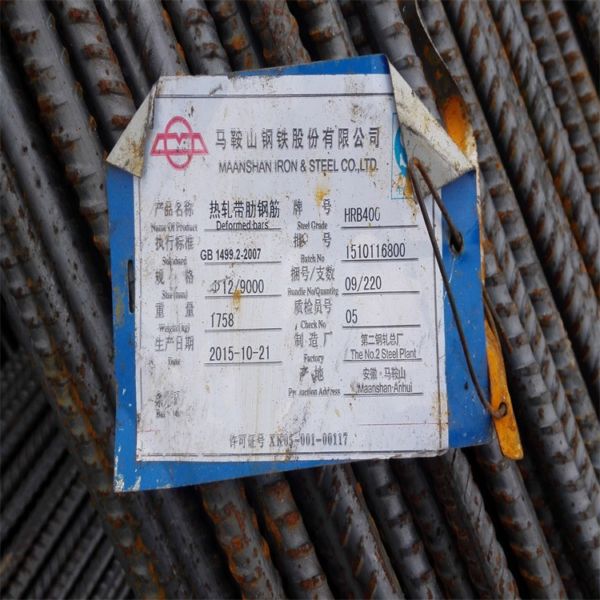 马鞍山钢铁股份有限公司
MAANSHAN IRON & STEEL CO.,LTD.
产品名称 热轧带肋钢筋 牌 号 HRB400
Name Of Product Deformed bars Steel Grade
执行标准 GB 1499.2-2007 批 号 1510116800
Standard Batch No
规 格 Φ12/9000 捆号/支数 09/220
Size(mm) Bundle No/Quantity
重 量 1758 质检员号 05
Weight(kg) Check No
生产日期 2015-10-21 制造厂 第二钢轧总厂
Date Factory The No.2 Steel Plant
产 地 安徽·马鞍山
Production Address Maanshan-Anhui
条
Ba
许可证号 XK05-001-00117